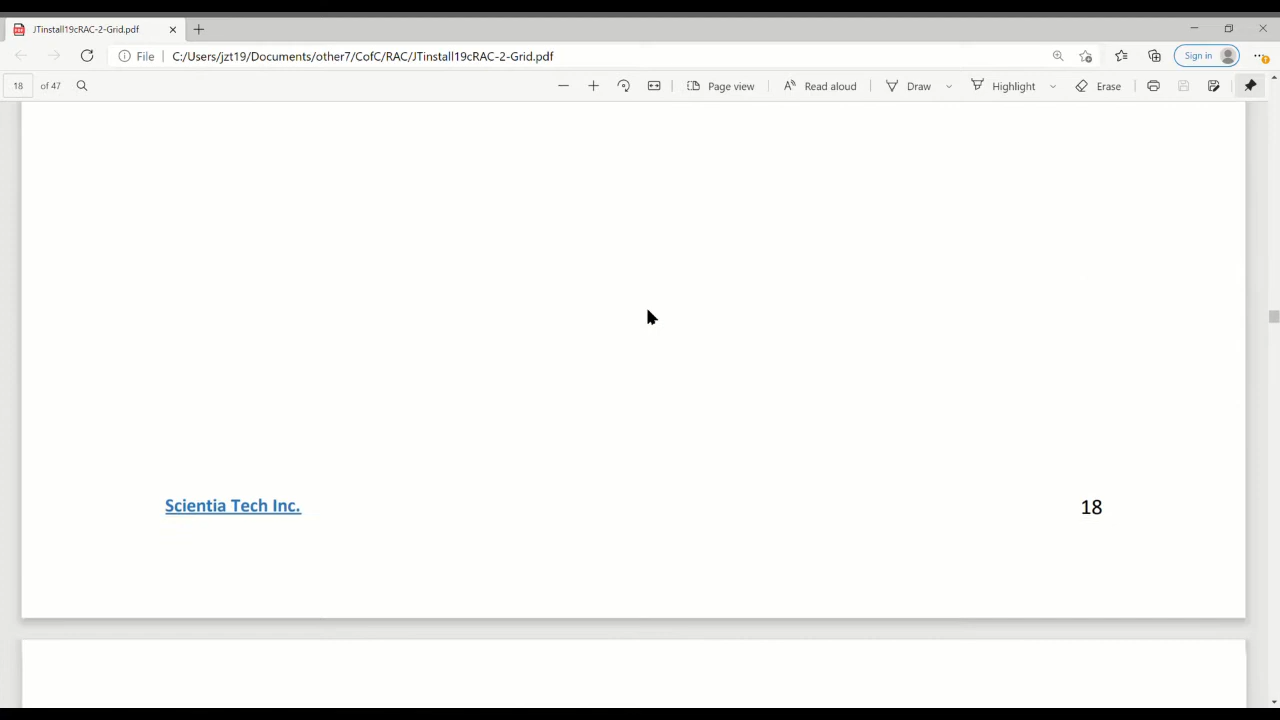 JTinstall19cRAC-2-Grid.pdf
File
C:/Users/jzt19/Documents/other7/CofC/RAC/JTinstall19cRAC-2-Grid.pdf
Sign in
18 of 47
Page view
Read aloud
Draw
Highlight
Erase
Scientia Tech Inc.
18